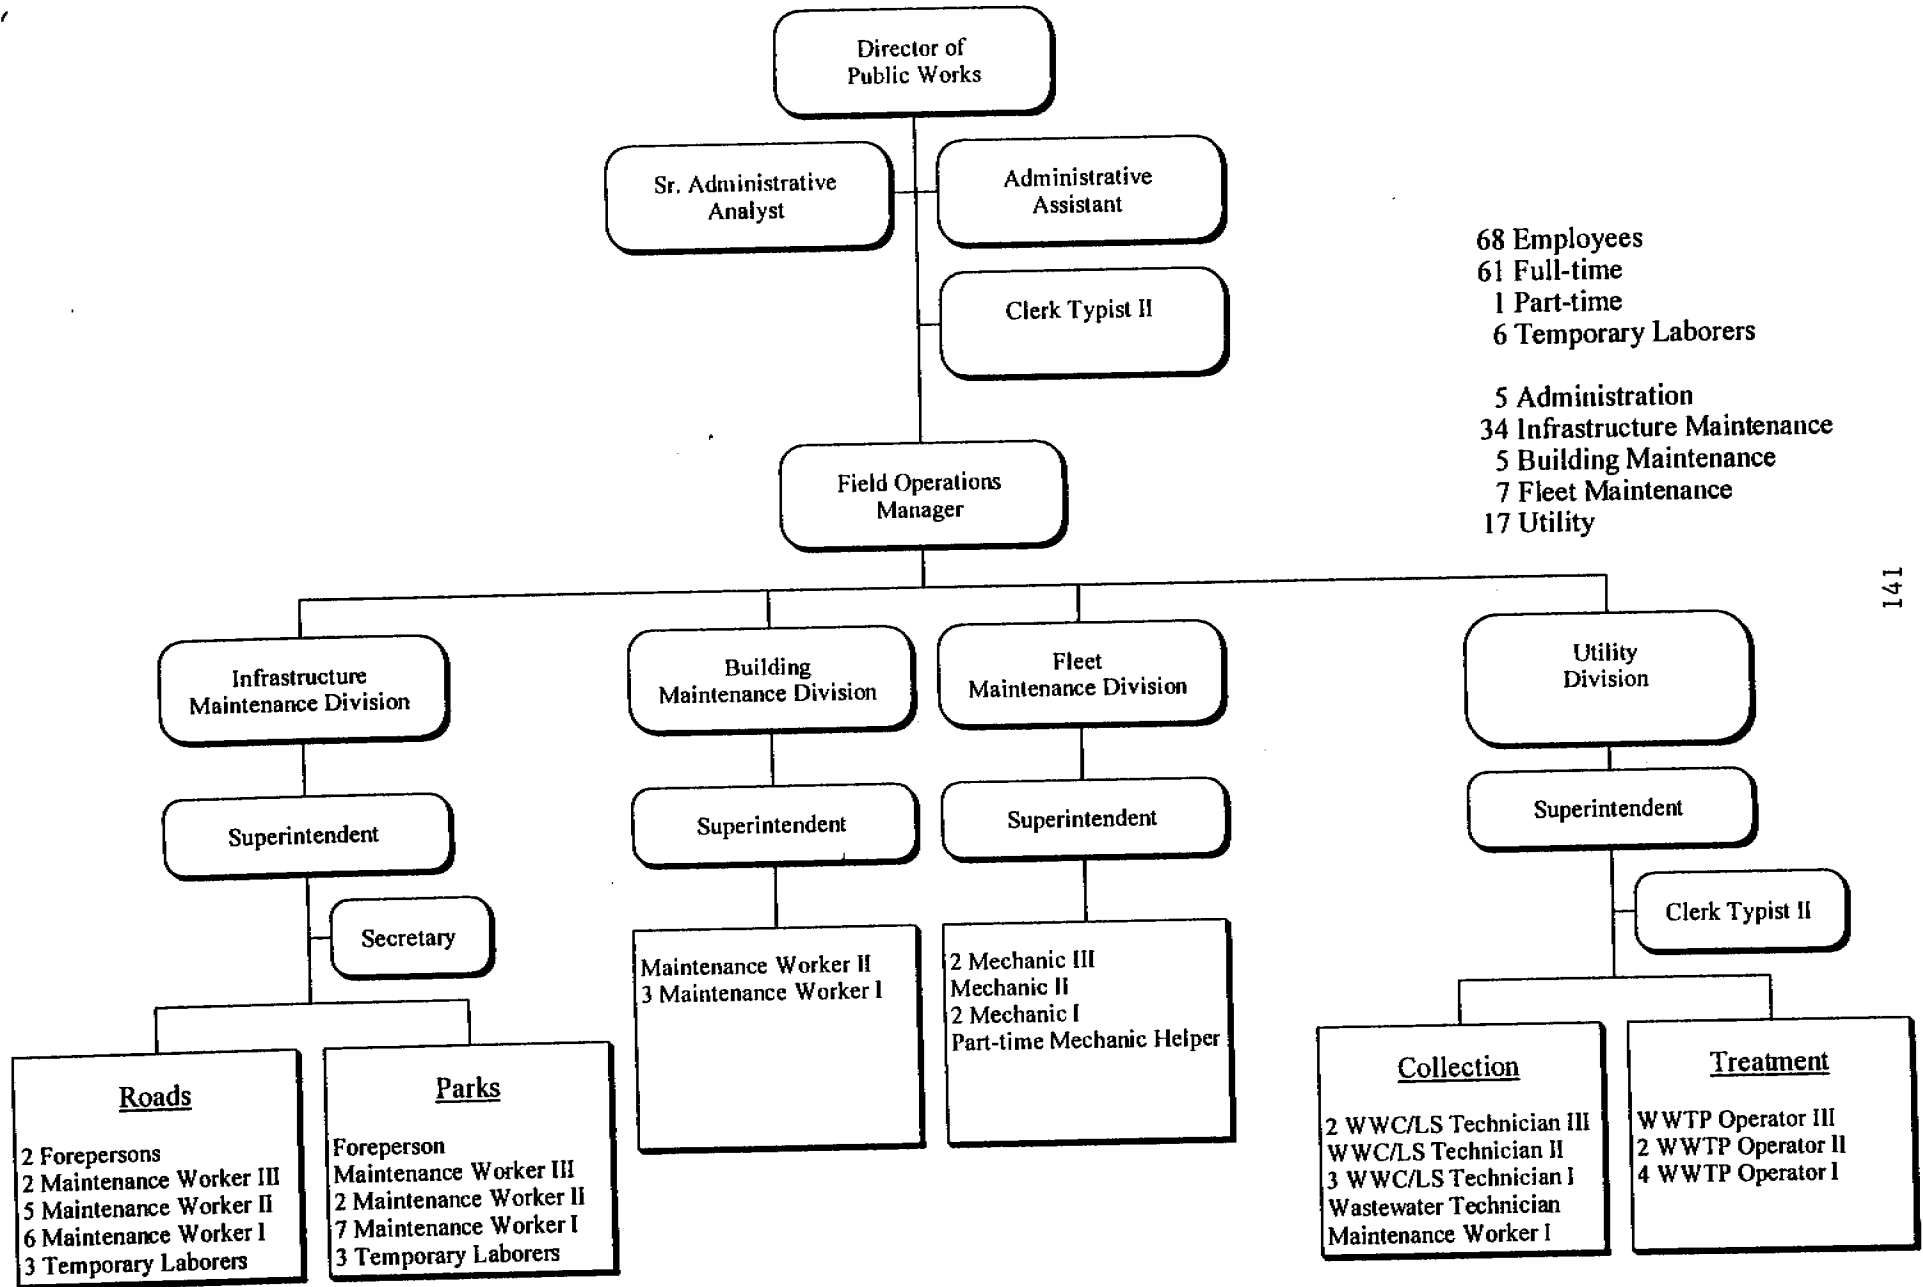 Director of
Public Works
Sr. Administrative
Analyst
Administrative
Assistant
Clerk Typist II
68 Employees
61 Full-time
1 Part-time
6 Temporary Laborers
5 Administration
34 Infrastructure Maintenance
5 Building Maintenance
7 Fleet Maintenance
17 Utility
Field Operations
Manager
141
Infrastructure
Maintenance Division
Building
Maintenance Division
Fleet
Maintenance Division
Utility
Division
Superintendent
Superintendent
Superintendent
Superintendent
Secretary
Clerk Typist II
Roads
2 Forepersons
2 Maintenance Worker III
5 Maintenance Worker II
6 Maintenance Worker I
3 Temporary Laborers
Parks
Foreperson
Maintenance Worker III
2 Maintenance Worker II
7 Maintenance Worker I
3 Temporary Laborers
Maintenance Worker II
3 Maintenance Worker I
2 Mechanic III
Mechanic II
2 Mechanic I
Part-time Mechanic Helper
Collection
2 WWC/LS Technician III
WWC/LS Technician II
3 WWC/LS Technician I
Wastewater Technician
Maintenance Worker I
Treatment
WWTP Operator III
2 WWTP Operator II
4 WWTP Operator I